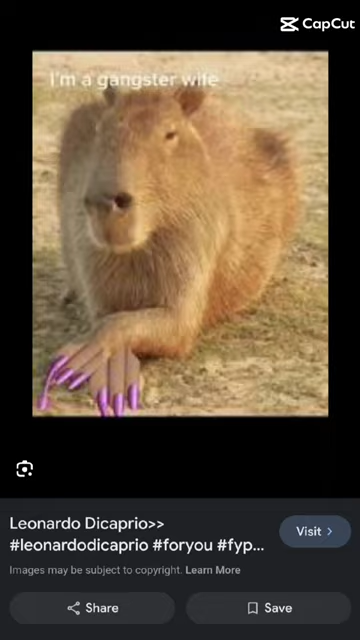 CapCut
I'm a gangster wife
Leonardo Dicaprio>>
#leonardodicaprio #foryou #fyp...
Visit >
Images may be subject to copyright. Learn More
Share
Save